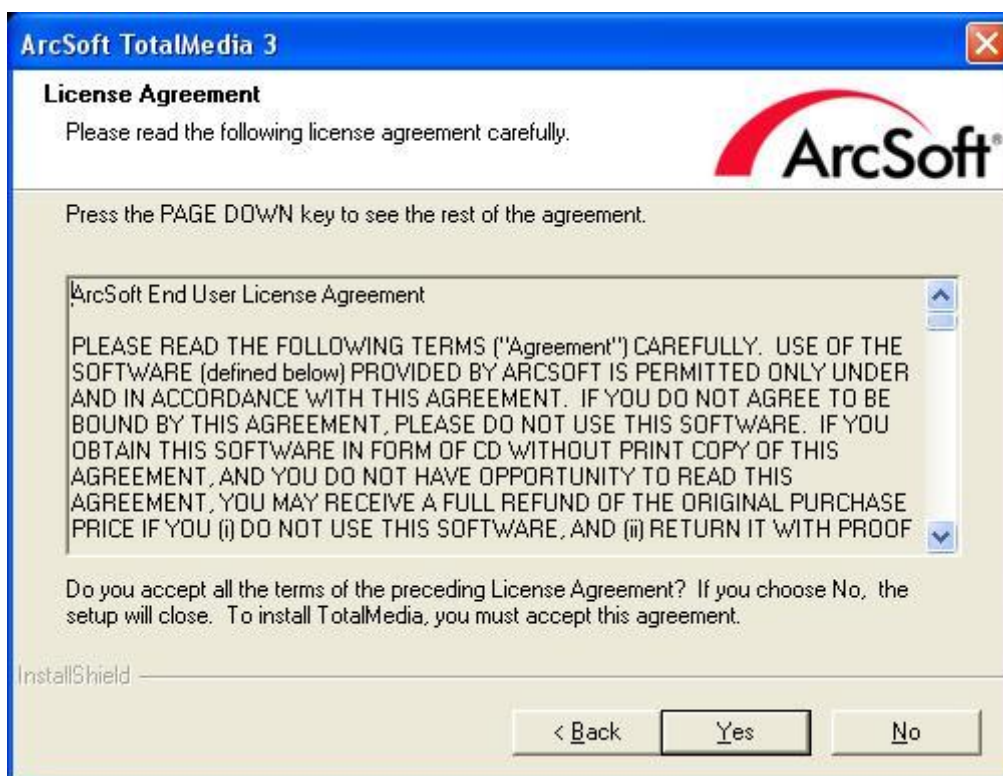 ArcSoft TotalMedia 3
License Agreement
Please read the following license agreement carefully.
ArcSoft®
Press the PAGE DOWN key to see the rest of the agreement.
ArcSoft End User License Agreement
PLEASE READ THE FOLLOWING TERMS ("Agreement") CAREFULLY. USE OF THE
SOFTWARE (defined below) PROVIDED BY ARCSOFT IS PERMITTED ONLY UNDER
AND IN ACCORDANCE WITH THIS AGREEMENT. IF YOU DO NOT AGREE TO BE
BOUND BY THIS AGREEMENT, PLEASE DO NOT USE THIS SOFTWARE. IF YOU
OBTAIN THIS SOFTWARE IN FORM OF CD WITHOUT PRINT COPY OF THIS
AGREEMENT, AND YOU DO NOT HAVE OPPORTUNITY TO READ THIS
AGREEMENT, YOU MAY RECEIVE A FULL REFUND OF THE ORIGINAL PURCHASE
PRICE IF YOU (i) DO NOT USE THIS SOFTWARE, AND (ii) RETURN IT WITH PROOF
Do you accept all the terms of the preceding License Agreement? If you choose No, the
setup will close. To install TotalMedia, you must accept this agreement.
InstallShield
< Back Yes No